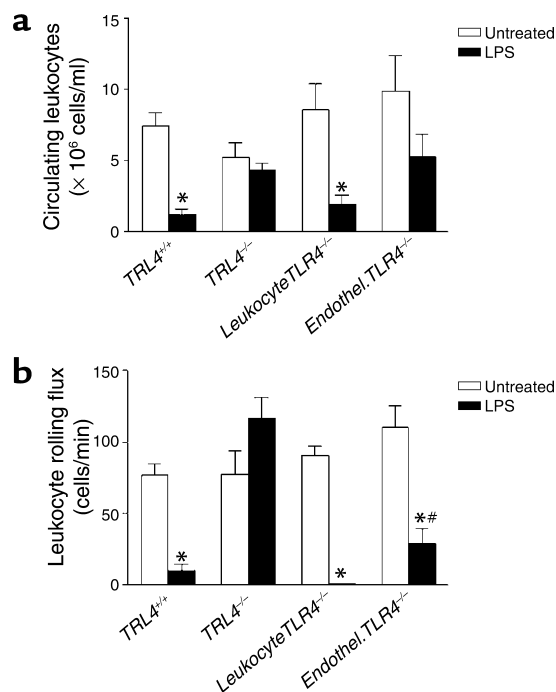 a
Circulating leukocytes
(× 10⁶ cells/ml)
15
10
5
0
Untreated
LPS
*
*
TRL4⁺/⁺
TRL4⁻/⁻
LeukocyteTLR4⁻/⁻
Endothel.TLR4⁻/⁻
b
Leukocyte rolling flux
(cells/min)
150
100
50
0
Untreated
LPS
*
*
*#
TRL4⁺/⁺
TRL4⁻/⁻
LeukocyteTLR4⁻/⁻
Endothel.TLR4⁻/⁻